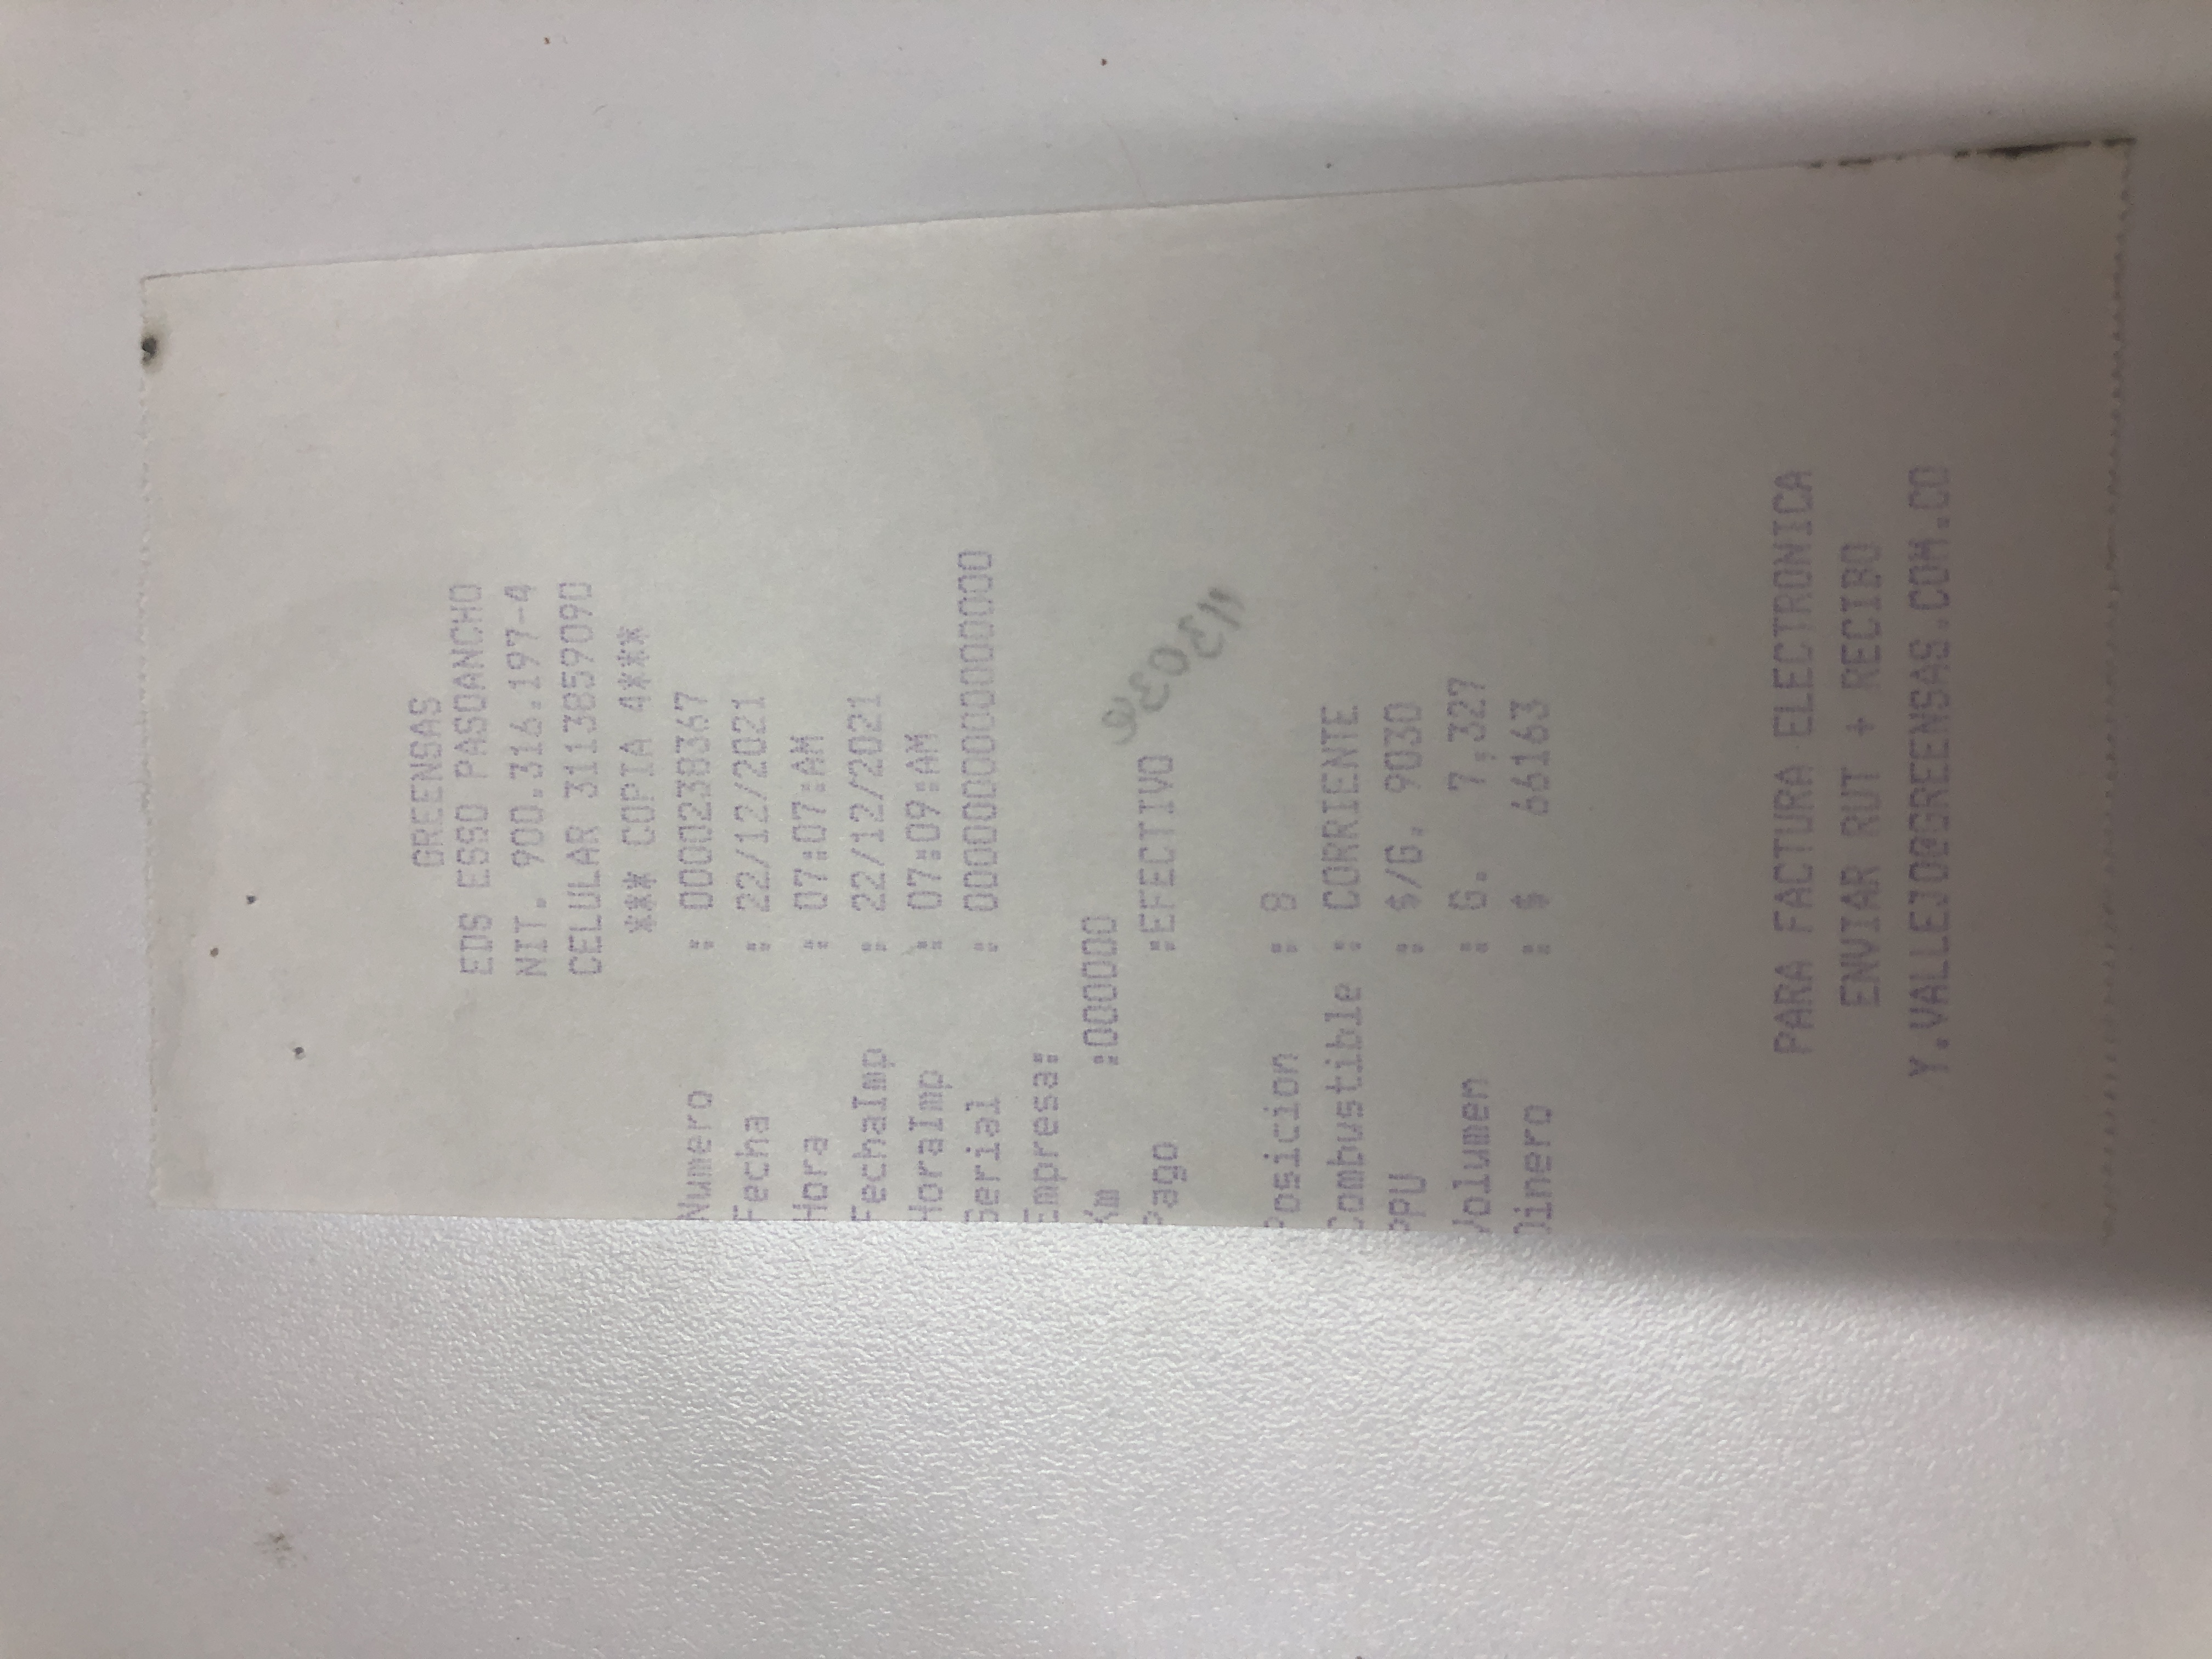 GREENSAS
EDS ESSO PASOANCHO
NIT. 900.316.197-4
CELULAR 3113859090
*** COPIA 4***
Numero : 0000238367
Fecha : 22/12/2021
Hora : 07:07:AM
FechaImp : 22/12/2021
HoraImp : 07:09:AM
Serial : 0000000000000000
Empresa:
Km :000000
Pago :EFECTIVO
Posicion : 8
Combustible : CORRIENTE
PPU : $/G. 9030
Volumen : G. 7,327
Dinero : $ 66163
PARA FACTURA ELECTRONICA
ENVIAR RUT + RECIBO
Y.VALLEJO@GREENSAS.COM.CO